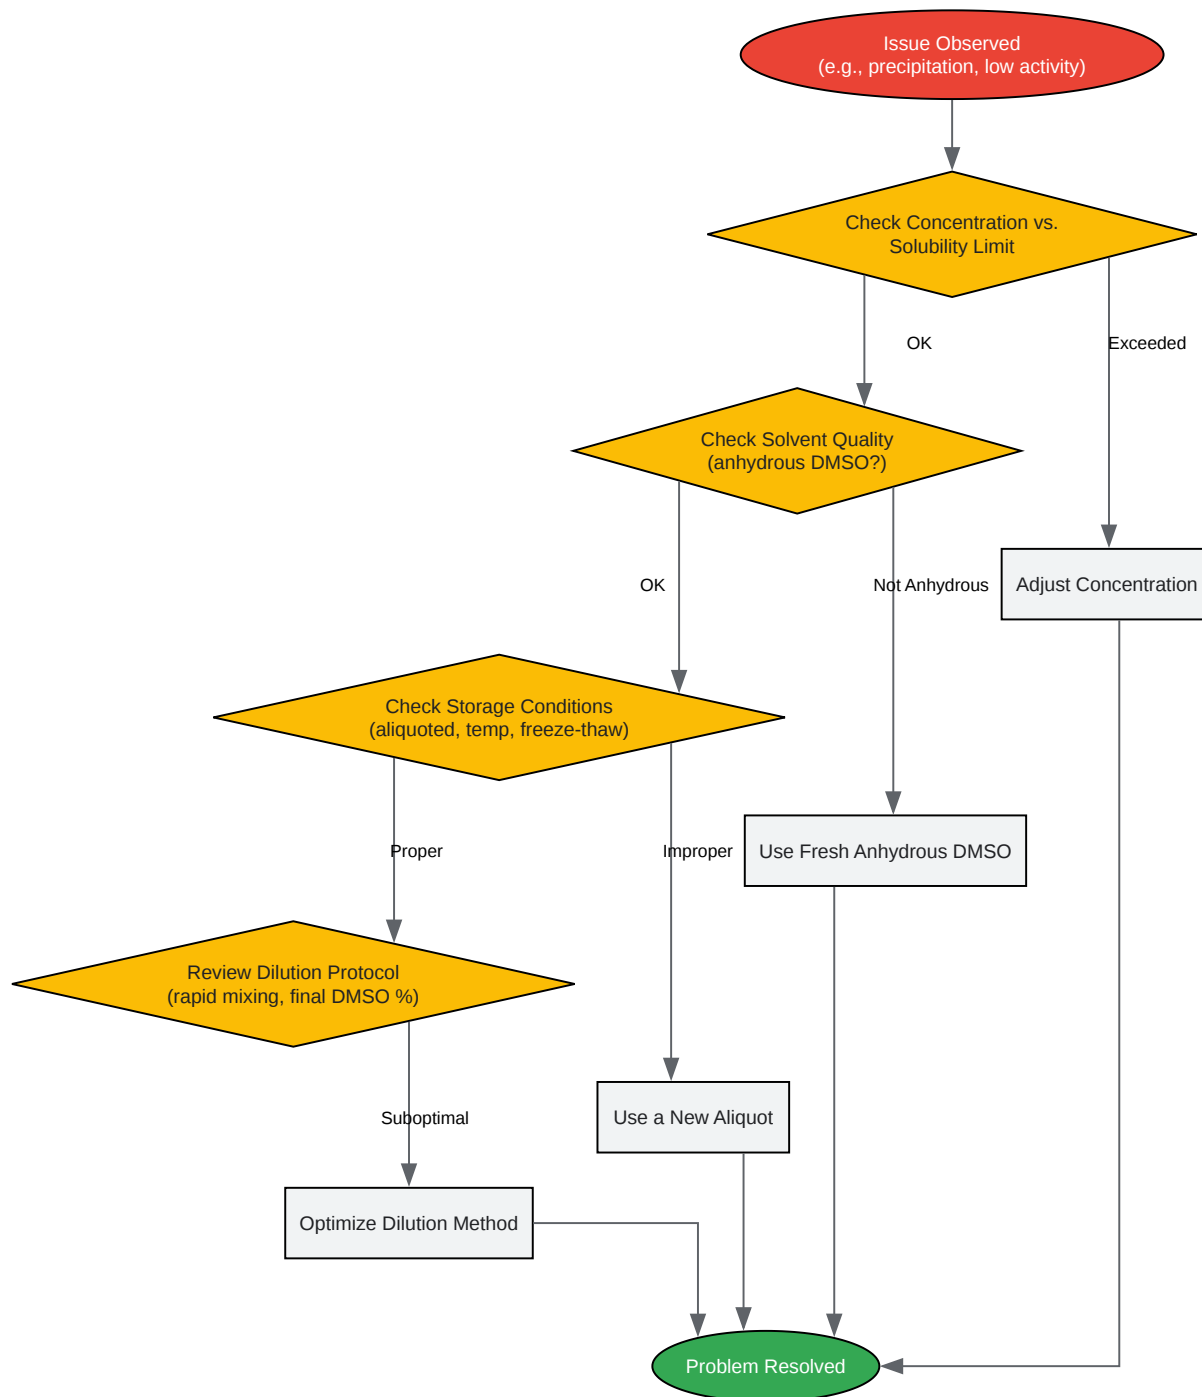 Issue Observed
(e.g., precipitation, low activity)
Check Concentration vs.
Solubility Limit
OK
Exceeded
Check Solvent Quality
(anhydrous DMSO?)
OK
Not Anhydrous
Adjust Concentration
Check Storage Conditions
(aliquoted, temp, freeze-thaw)
Proper
Improper
Use Fresh Anhydrous DMSO
Review Dilution Protocol
(rapid mixing, final DMSO %)
Suboptimal
Use a New Aliquot
Optimize Dilution Method
Problem Resolved